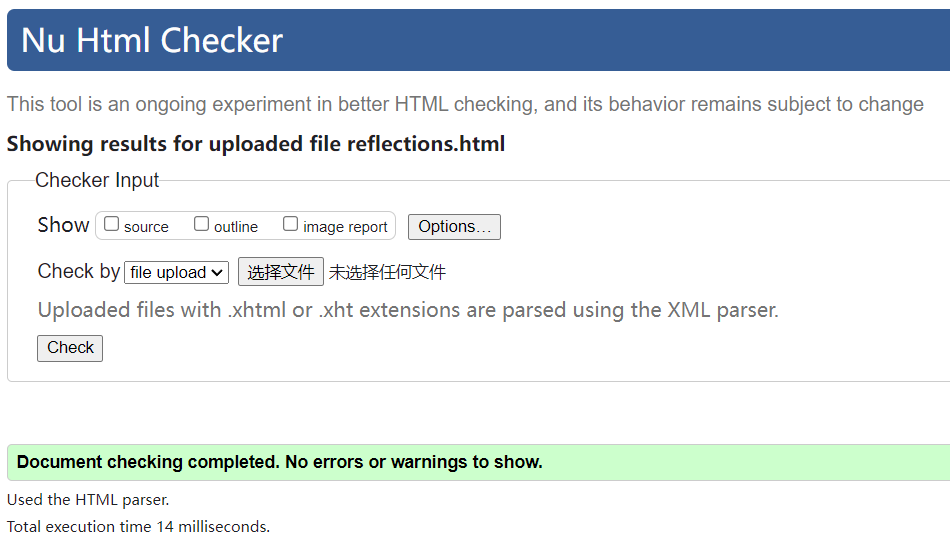 Nu Html Checker
This tool is an ongoing experiment in better HTML checking, and its behavior remains subject to change
Showing results for uploaded file reflections.html
Checker Input
Show source outline image report Options...
Check by file upload 选择文件 未选择任何文件
Uploaded files with .xhtml or .xht extensions are parsed using the XML parser.
Check
Document checking completed. No errors or warnings to show.
Used the HTML parser.
Total execution time 14 milliseconds.